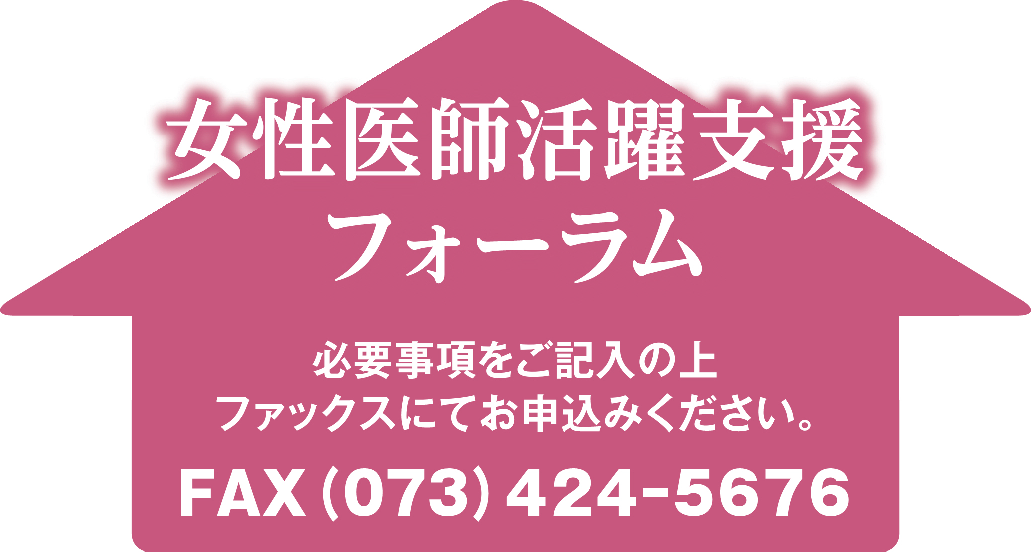 女性医師活躍支援
フォーラム
必要事項をご記入の上
ファックスにてお申込みください。
FAX(073)424-5676